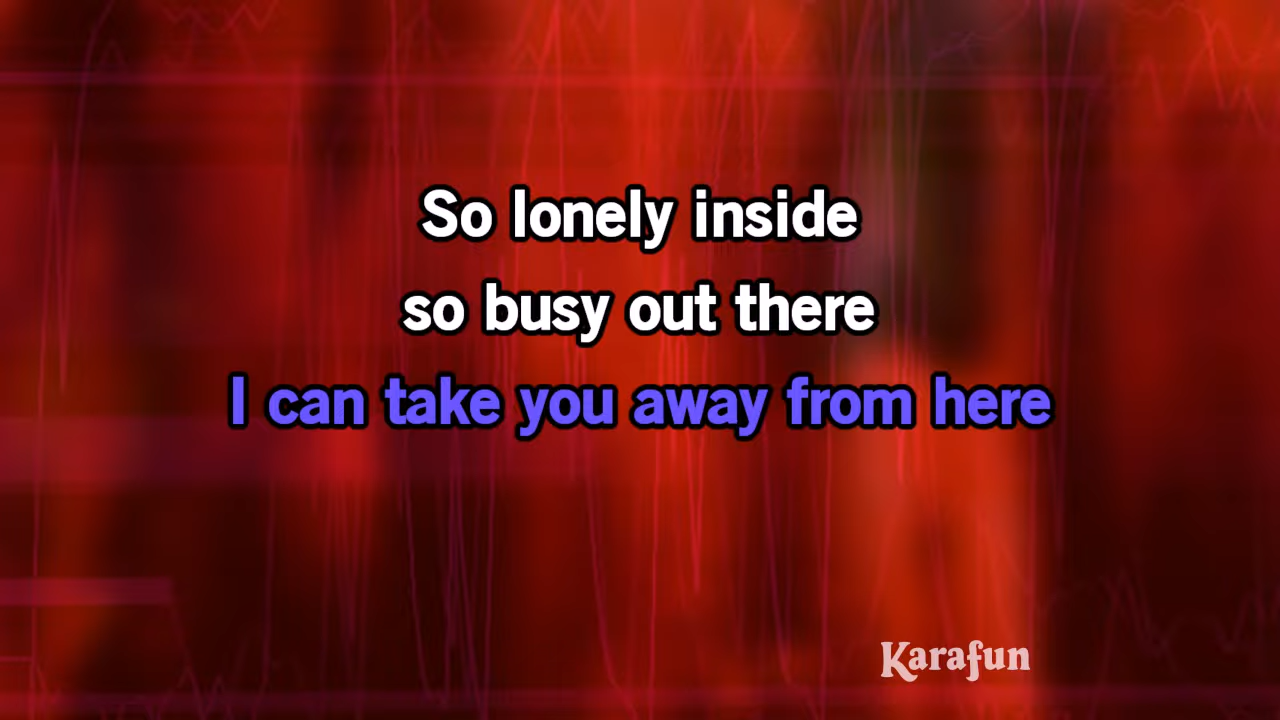 So lonely inside
so busy out there
I can take you away from here
Karafun